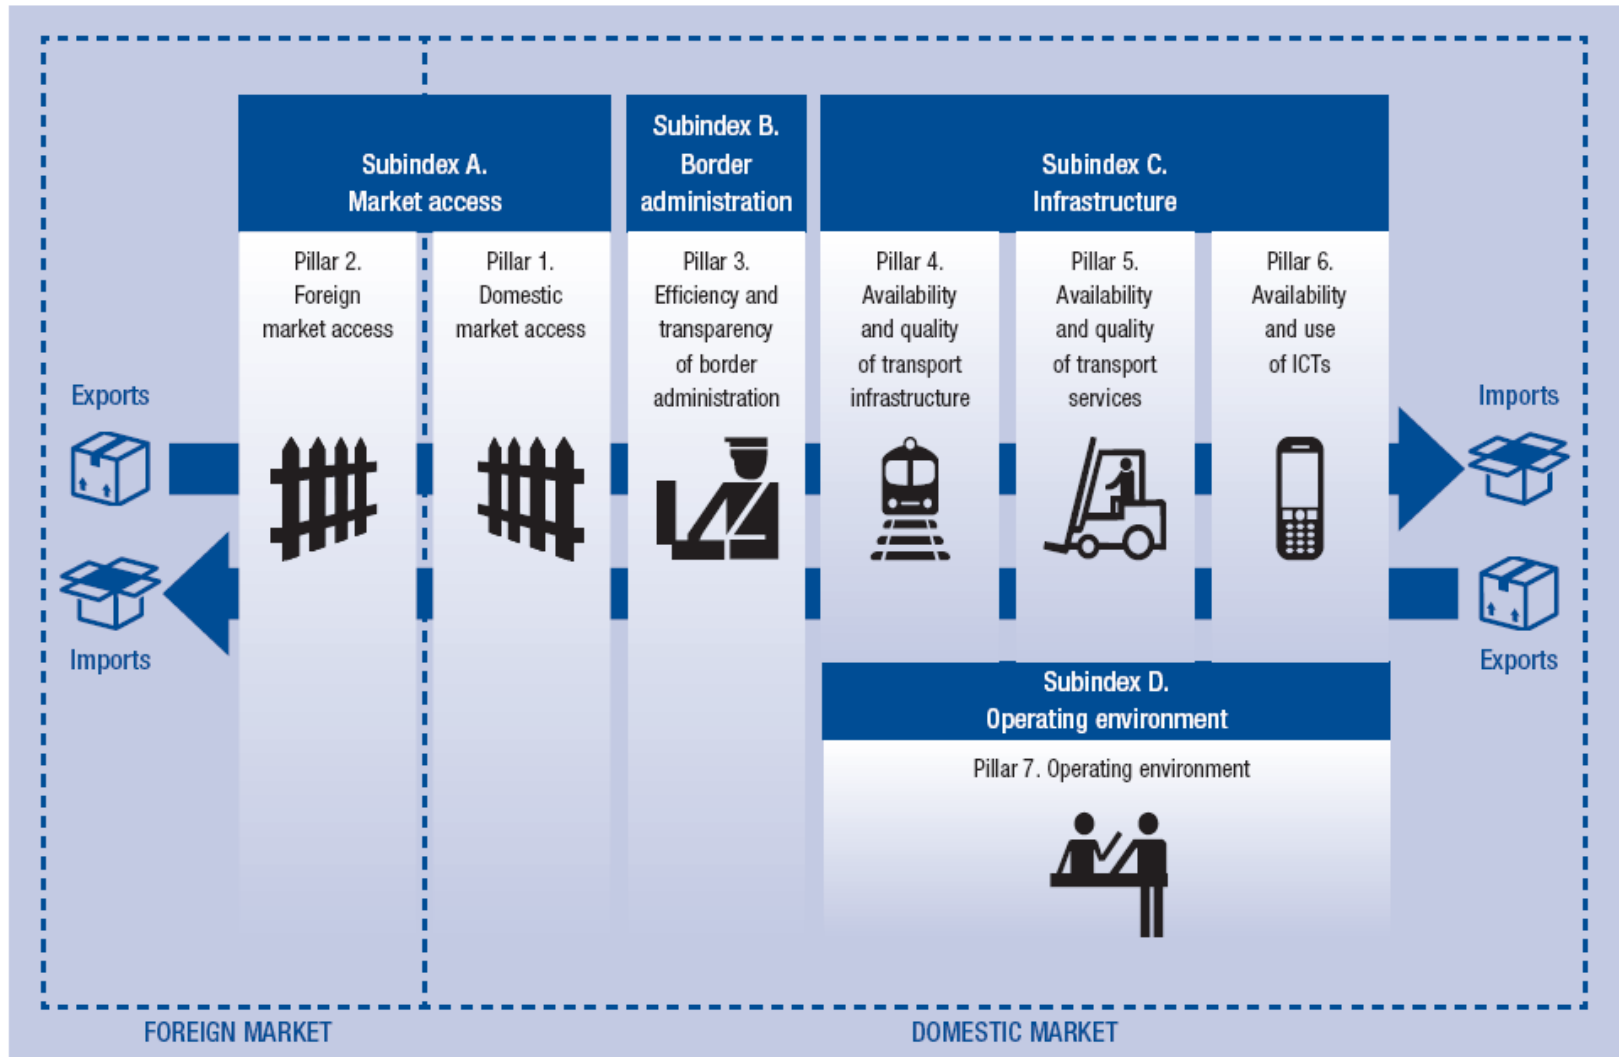 Subindex A.
Market access
Subindex B.
Border
administration
Subindex C.
Infrastructure
Pillar 2.
Foreign
market access
Pillar 1.
Domestic
market access
Pillar 3.
Efficiency and
transparency
of border
administration
Pillar 4.
Availability
and quality
of transport
infrastructure
Pillar 5.
Availability
and quality
of transport
services
Pillar 6.
Availability
and use
of ICTs
Exports
Imports
Imports
Exports
Subindex D.
Operating environment
Pillar 7. Operating environment
FOREIGN MARKET
DOMESTIC MARKET